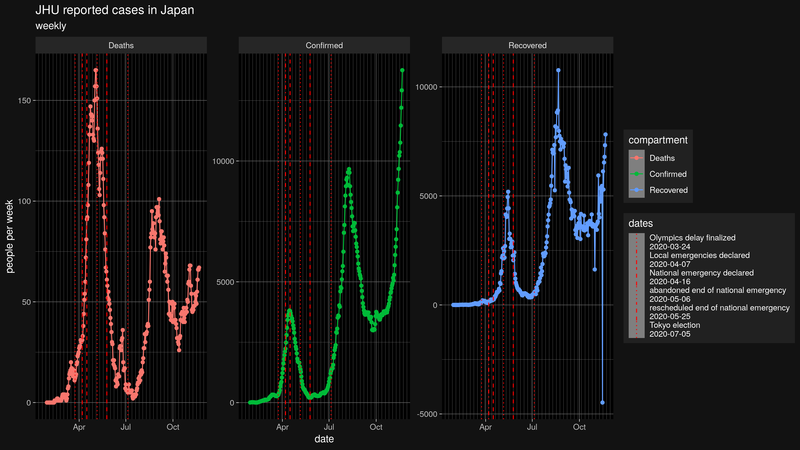 JHU reported cases in Japan
weekly
Deaths
Confirmed
Recovered
people per week
150
100
50
0
10000
5000
0
10000
5000
0
-5000
Apr
Jul
Oct
Apr
Jul
Oct
Apr
Jul
Oct
date
compartment
Deaths
Confirmed
Recovered
dates
Olympics delay finalized
2020-03-24
Local emergencies declared
2020-04-07
National emergency declared
2020-04-16
abandoned end of national emergency
2020-05-06
rescheduled end of national emergency
2020-05-25
Tokyo election
2020-07-05